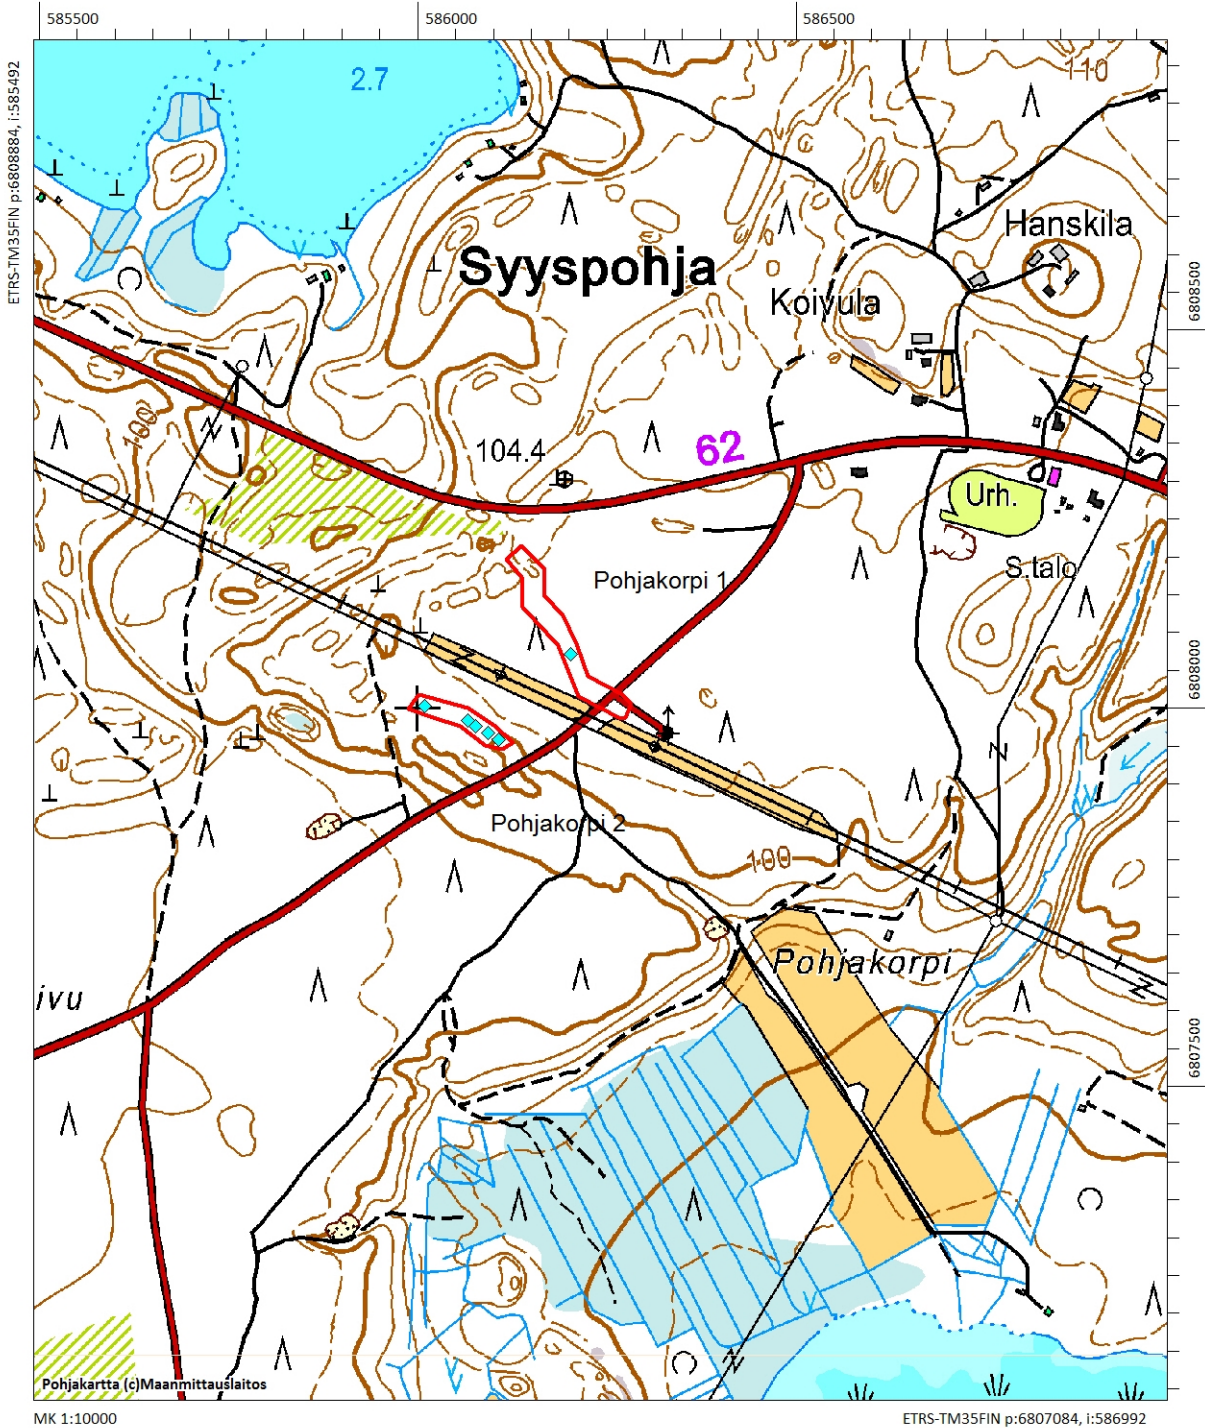 585500
586000
586500
ETRS-TM35FIN p:6808884, i:585492
2.7
110
Hanskila
Syyspohja
Koivula
6808500
100
104.4
62
Urh.
S.talo
Pohjakorpi 1
6808000
Pohjakorpi 2
100
Pohjakorpi
ivu
6807500
Pohjakartta (c)Maanmittauslaitos
MK 1:10000
ETRS-TM35FIN p:6807084, i:586992